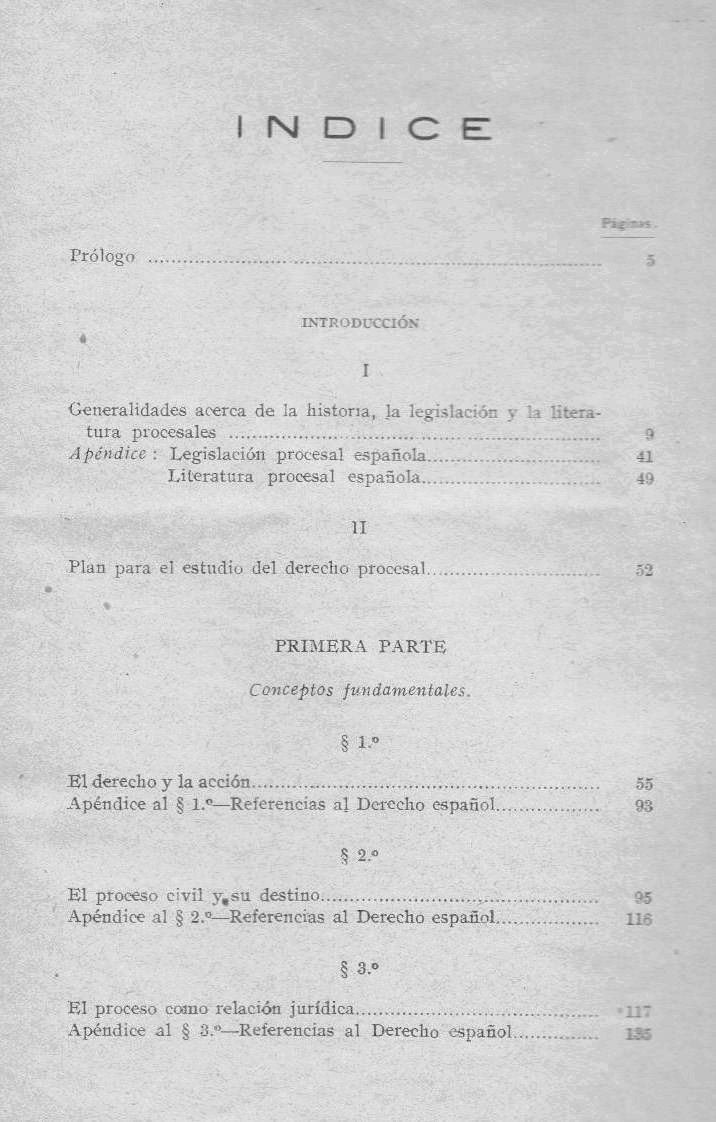 INDICE
Páginas.
Prólogo ........................................ 5
INTRODUCCIÓN
I
Generalidades acerca de la historia, la legislación y la litera-
tura procesales ........................................ 9
Apéndice : Legislación procesal española........................ 41
Literatura procesal española........................ 49
II
Plan para el estudio del derecho procesal........................ 52
PRIMERA PARTE
Conceptos fundamentales.
§ 1.º
El derecho y la acción........................................ 55
Apéndice al § 1.º—Referencias al Derecho español.................. 93
§ 2.º
El proceso civil y su destino........................................ 95
Apéndice al § 2.º—Referencias al Derecho español.................. 116
§ 3.º
El proceso como relación jurídica................................ 117
Apéndice al § 3.º—Referencias al Derecho español............... 135